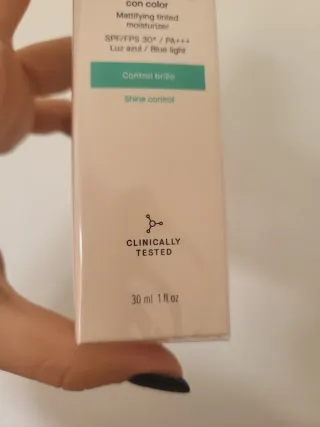 con color
Mattifying tinted
moisturizer
SPF/FPS 30* / PA+++
Luz azul / Blue light
Control brillo
Shine control
CLINICALLY
TESTED
30 ml 1 fl oz